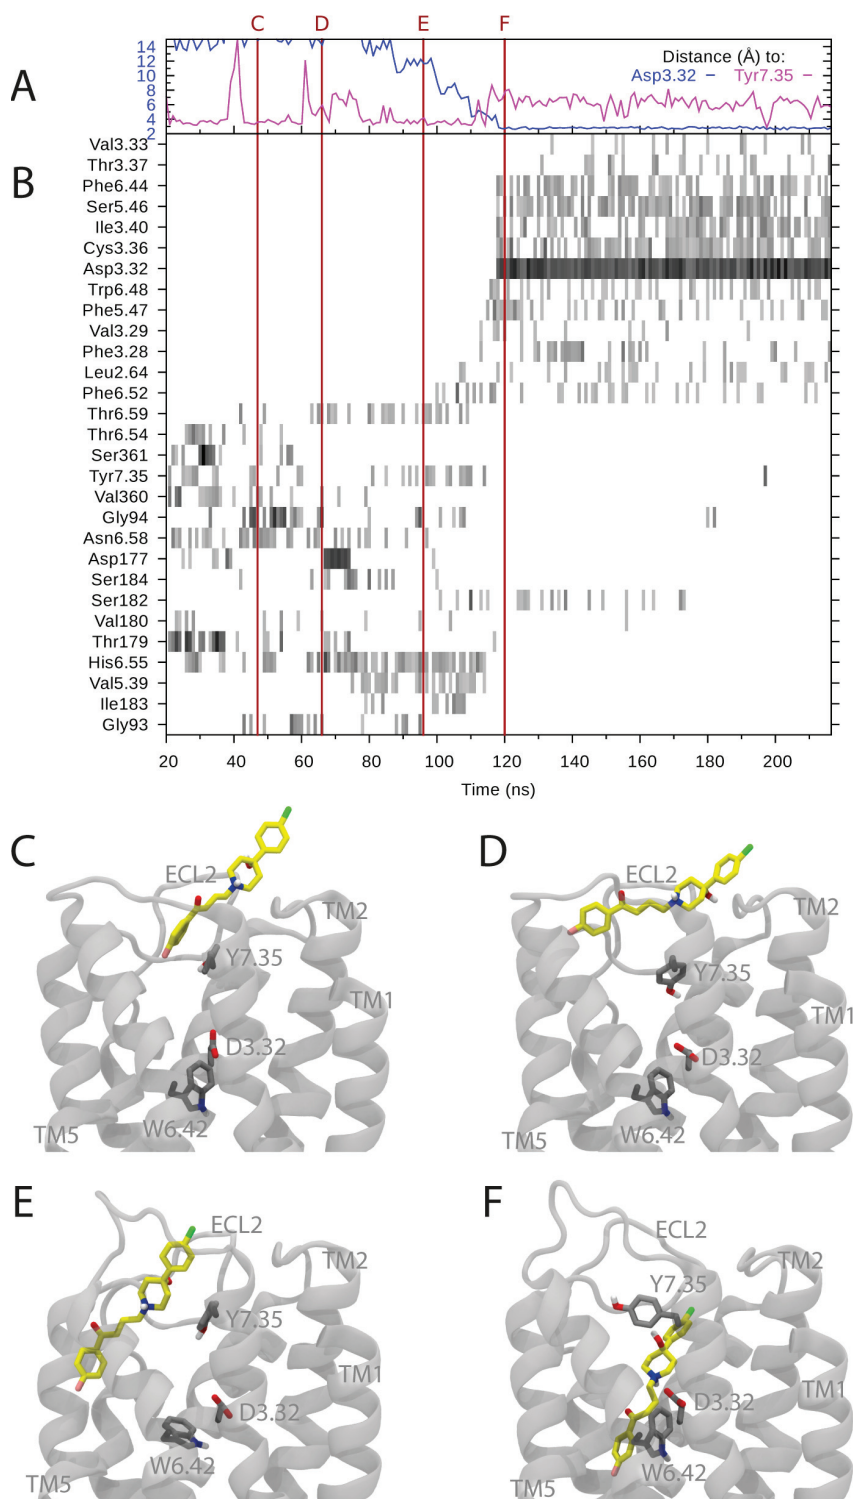 C D E F
A
14
12
10
8
6
4
2
Distance (Å) to:
Asp3.32 – Tyr7.35 –
B
Val3.33
Thr3.37
Phe6.44
Ser5.46
Ile3.40
Cys3.36
Asp3.32
Trp6.48
Phe5.47
Val3.29
Phe3.28
Leu2.64
Phe6.52
Thr6.59
Thr6.54
Ser361
Tyr7.35
Val360
Gly94
Asn6.58
Asp177
Ser184
Ser182
Val180
Thr179
His6.55
Val5.39
Ile183
Gly93
20 40 60 80 100 120 140 160 180 200
Time (ns)
C
ECL2
TM2
Y7.35
TM1
D3.32
W6.42
TM5
D
ECL2
TM2
Y7.35
TM1
D3.32
W6.42
TM5
E
ECL2
TM2
Y7.35
TM1
D3.32
W6.42
TM5
F
ECL2
TM2
Y7.35
TM1
D3.32
W6.42
TM5